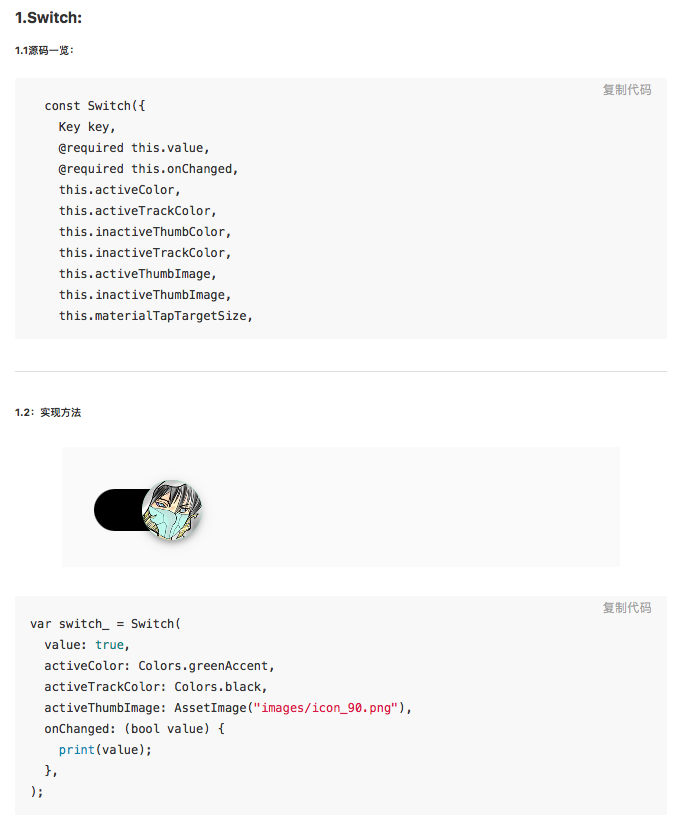 1.Switch:
1.1源码一览：
复制代码
const Switch({
Key key,
@required this.value,
@required this.onChanged,
this.activeColor,
this.activeTrackColor,
this.inactiveThumbColor,
this.inactiveTrackColor,
this.activeThumbImage,
this.inactiveThumbImage,
this.materialTapTargetSize,
1.2：实现方法
复制代码
var switch_ = Switch(
value: true,
activeColor: Colors.greenAccent,
activeTrackColor: Colors.black,
activeThumbImage: AssetImage("images/icon_90.png"),
onChanged: (bool value) {
print(value);
},
);